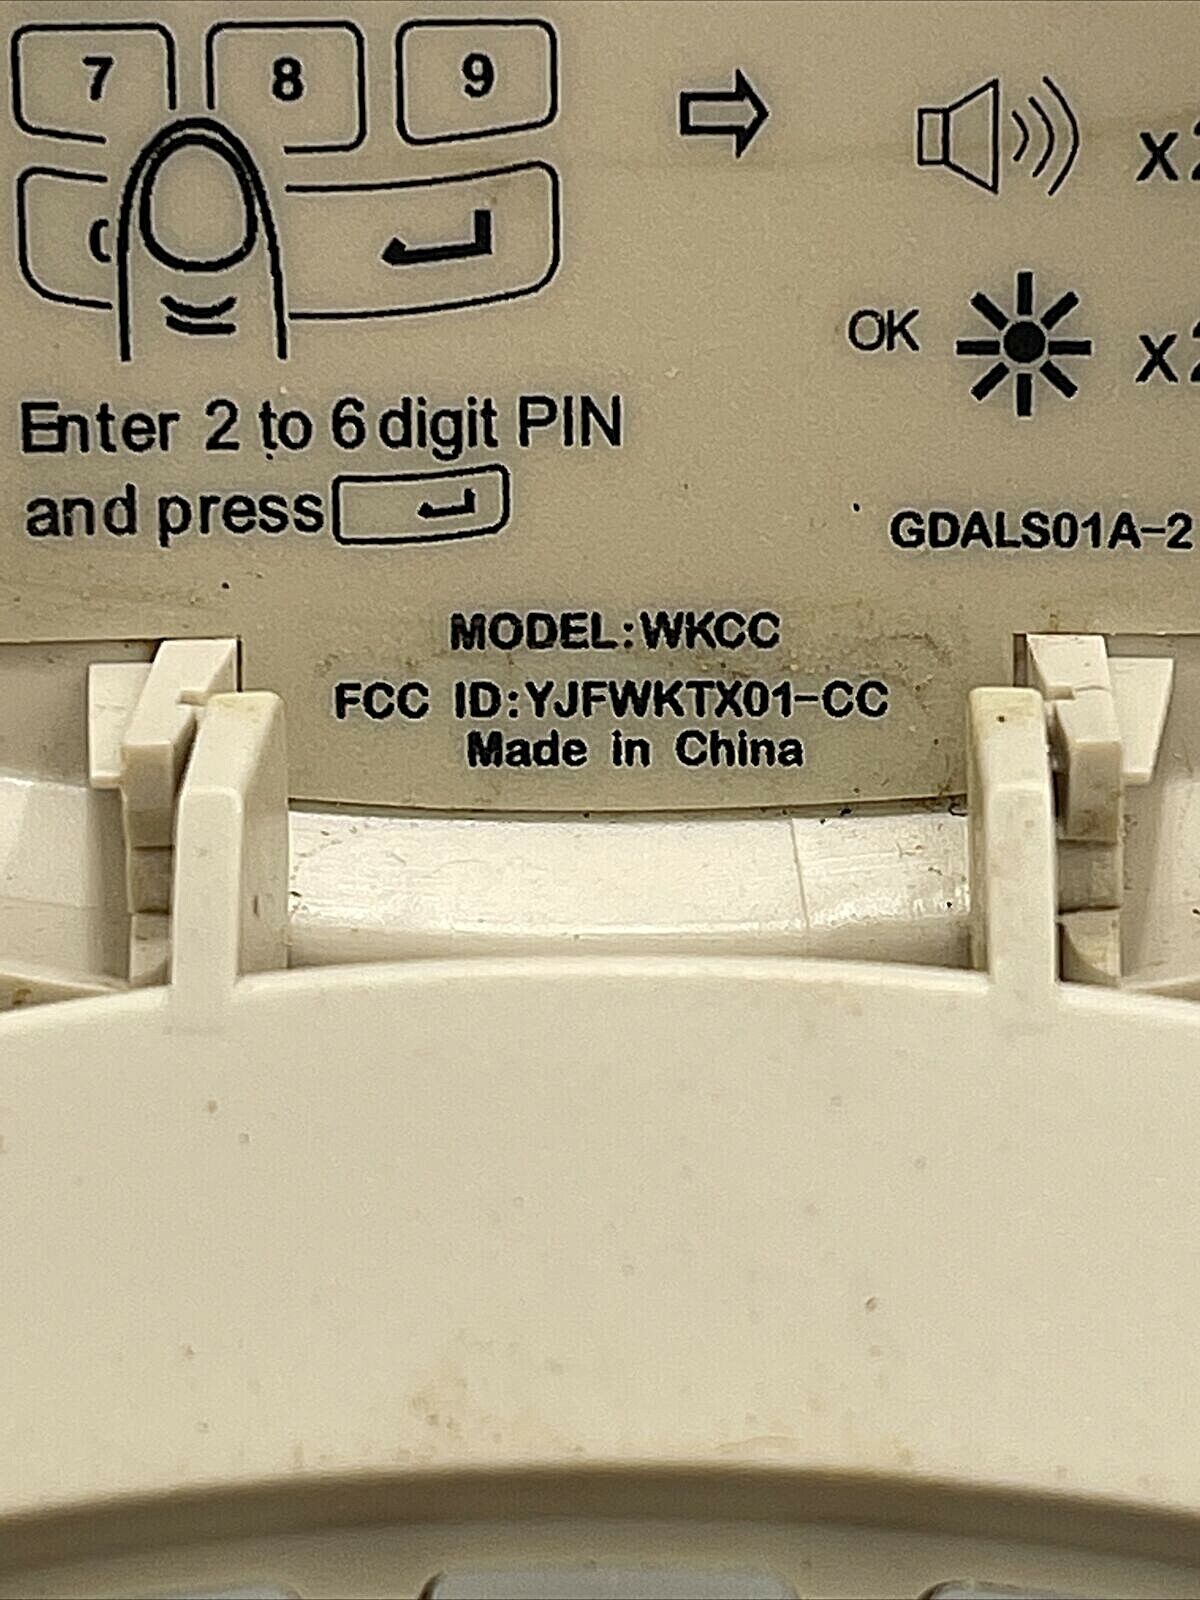 7 8 9
x2
OK x2
Enter 2 to 6 digit PIN
and press
GDALS01A-2
MODEL:WKCC
FCC ID:YJFWKTX01-CC
Made in China